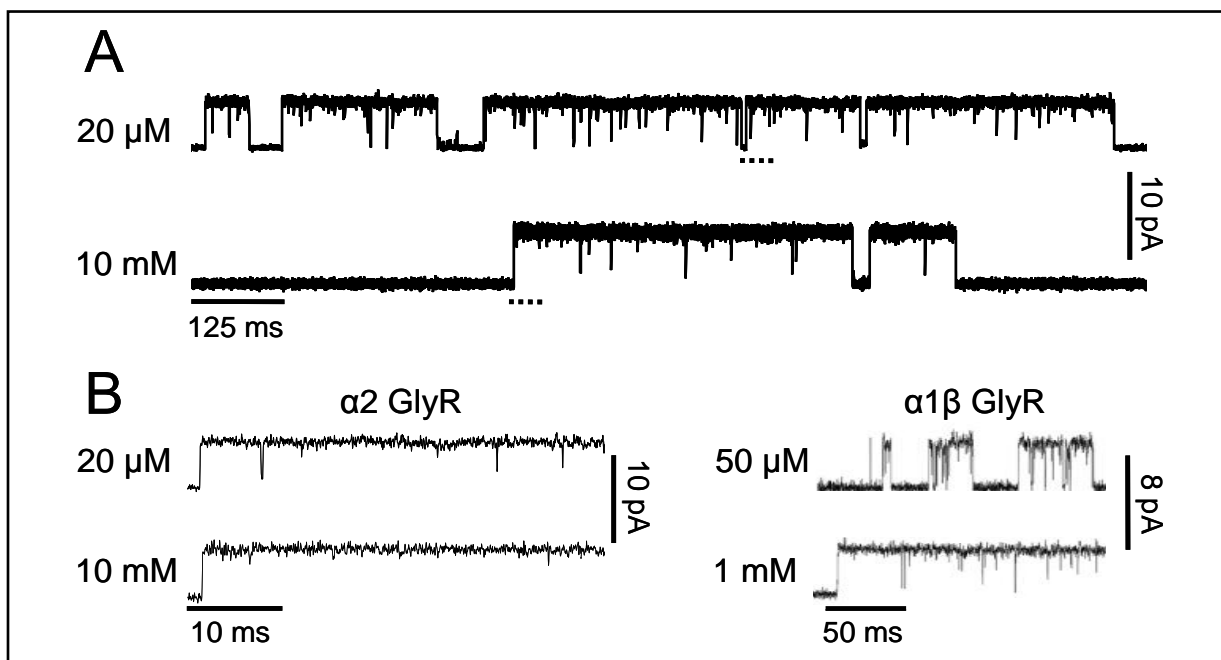 A
20 µM
10 pA
10 mM
125 ms
B
α2 GlyR
α1β GlyR
20 µM
10 pA
50 µM
8 pA
10 mM
1 mM
10 ms
50 ms